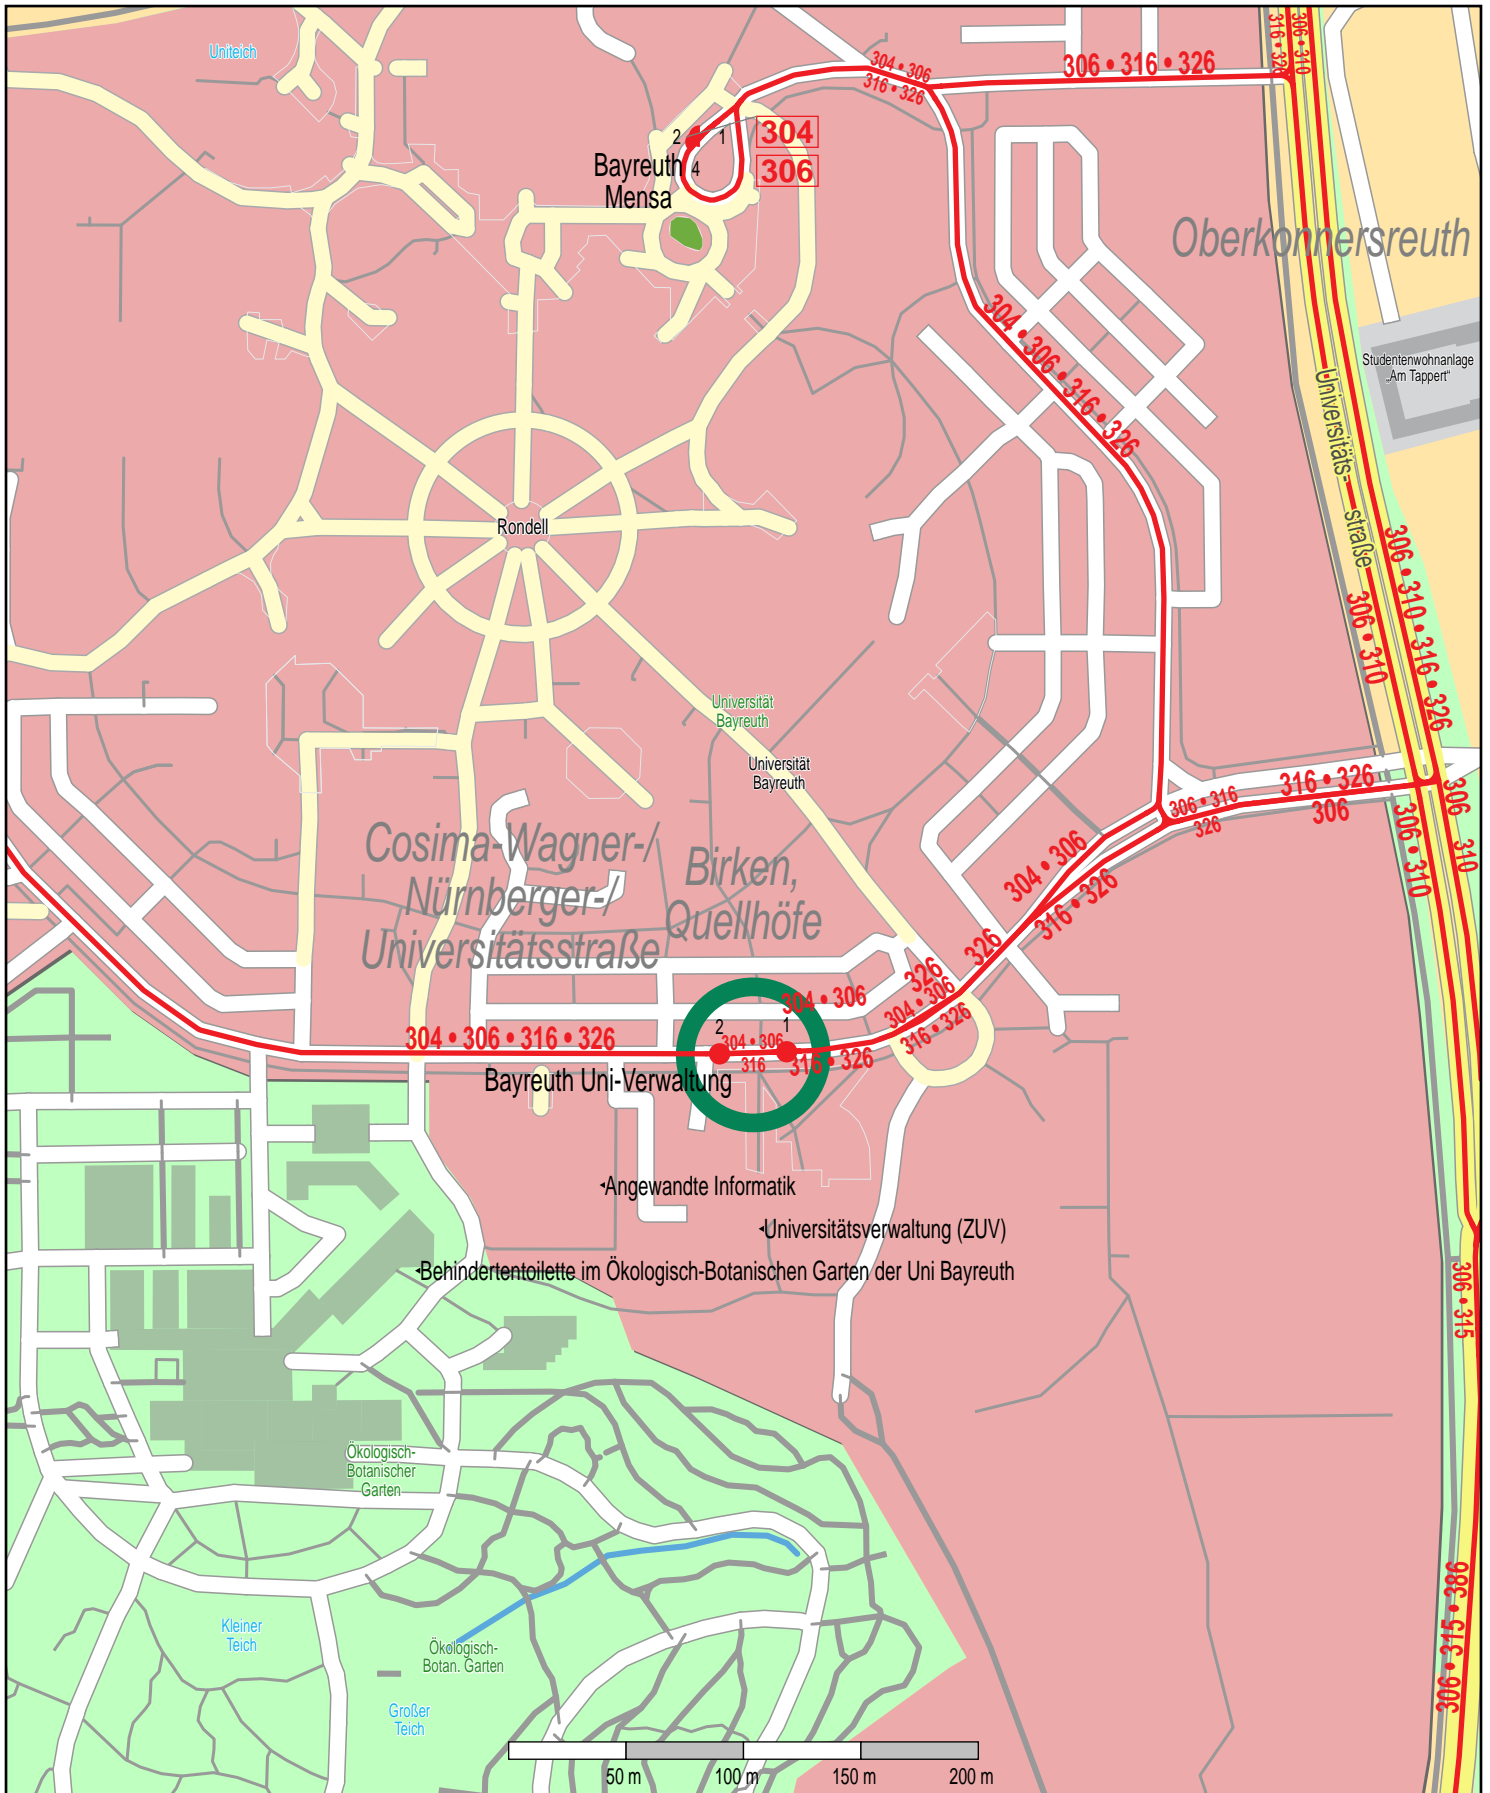 Uniteich
304 • 306
316 • 326
306 • 316 • 326
316 • 326
306 • 310
2
1
304
Bayreuth
Mensa
4
306
Oberkonnersreuth
304 • 306 • 316 • 326
Studentenwohnanlage
„Am Tappert“
Universitäts-
straße
Rondell
306 • 310 • 316 • 326
306 • 310
Universität
Bayreuth
Universität
Bayreuth
316 • 326
306
306 • 316
326
306
310
306 • 310
Cosima-Wagner-/
Nürnberger-/
Universitätsstraße
Birken,
Quellhöfe
304 • 306
316 • 326
326
326
304 • 306
316 • 326
304 • 306
304 • 306 • 316 • 326
2
1
304 • 306
316
316 • 326
Bayreuth Uni-Verwaltung
Angewandte Informatik
Universitätsverwaltung (ZUV)
Behindertentoilette im Ökologisch-Botanischen Garten der Uni Bayreuth
306 • 315
Ökologisch-
Botanischer
Garten
306 • 315 • 386
Kleiner
Teich
Ökologisch-
Botan. Garten
Großer
Teich
50 m
100 m
150 m
200 m